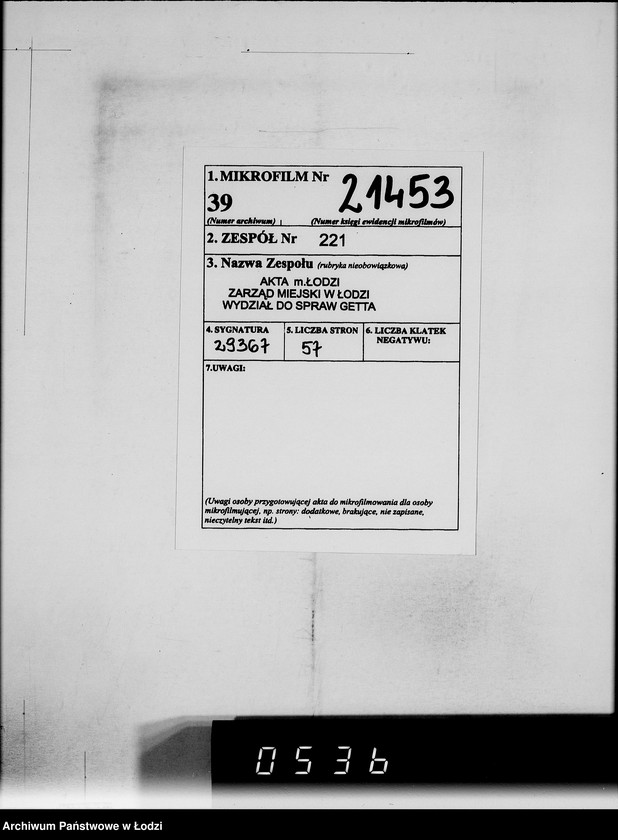 1. MIKROFILM Nr 21453
39
(Numer archiwum) (Numer księgi ewidencji mikrofilmów)
2. ZESPÓŁ Nr 221
3. Nazwa Zespołu (rubryka nieobowiązkowa)
AKTA m.ŁODZI
ZARZĄD MIEJSKI W ŁODZI
WYDZIAŁ DO SPRAW GETTA
4. SYGNATURA 5. LICZBA STRON 6. LICZBA KLATEK
NEGATYWU:
29367 57
7.UWAGI:
(Uwagi osoby przygotowującej akta do mikrofilmowania dla osoby
mikrofilmującej, np. strony: dodatkowe, brakujące, nie zapisane,
nieczytelny tekst itd.)
0536
Archiwum Państwowe w Łodzi